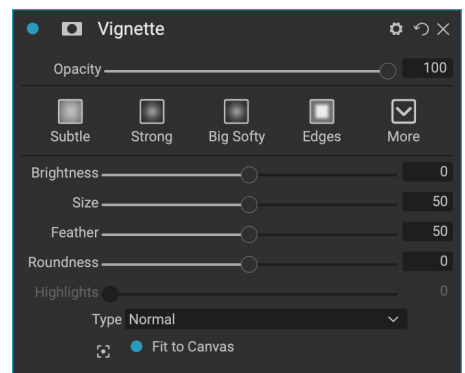 Vignette
Opacity 100
Subtle Strong Big Softy Edges More
Brightness 0
Size 50
Feather 50
Roundness 0
Highlights 0
Type Normal
Fit to Canvas